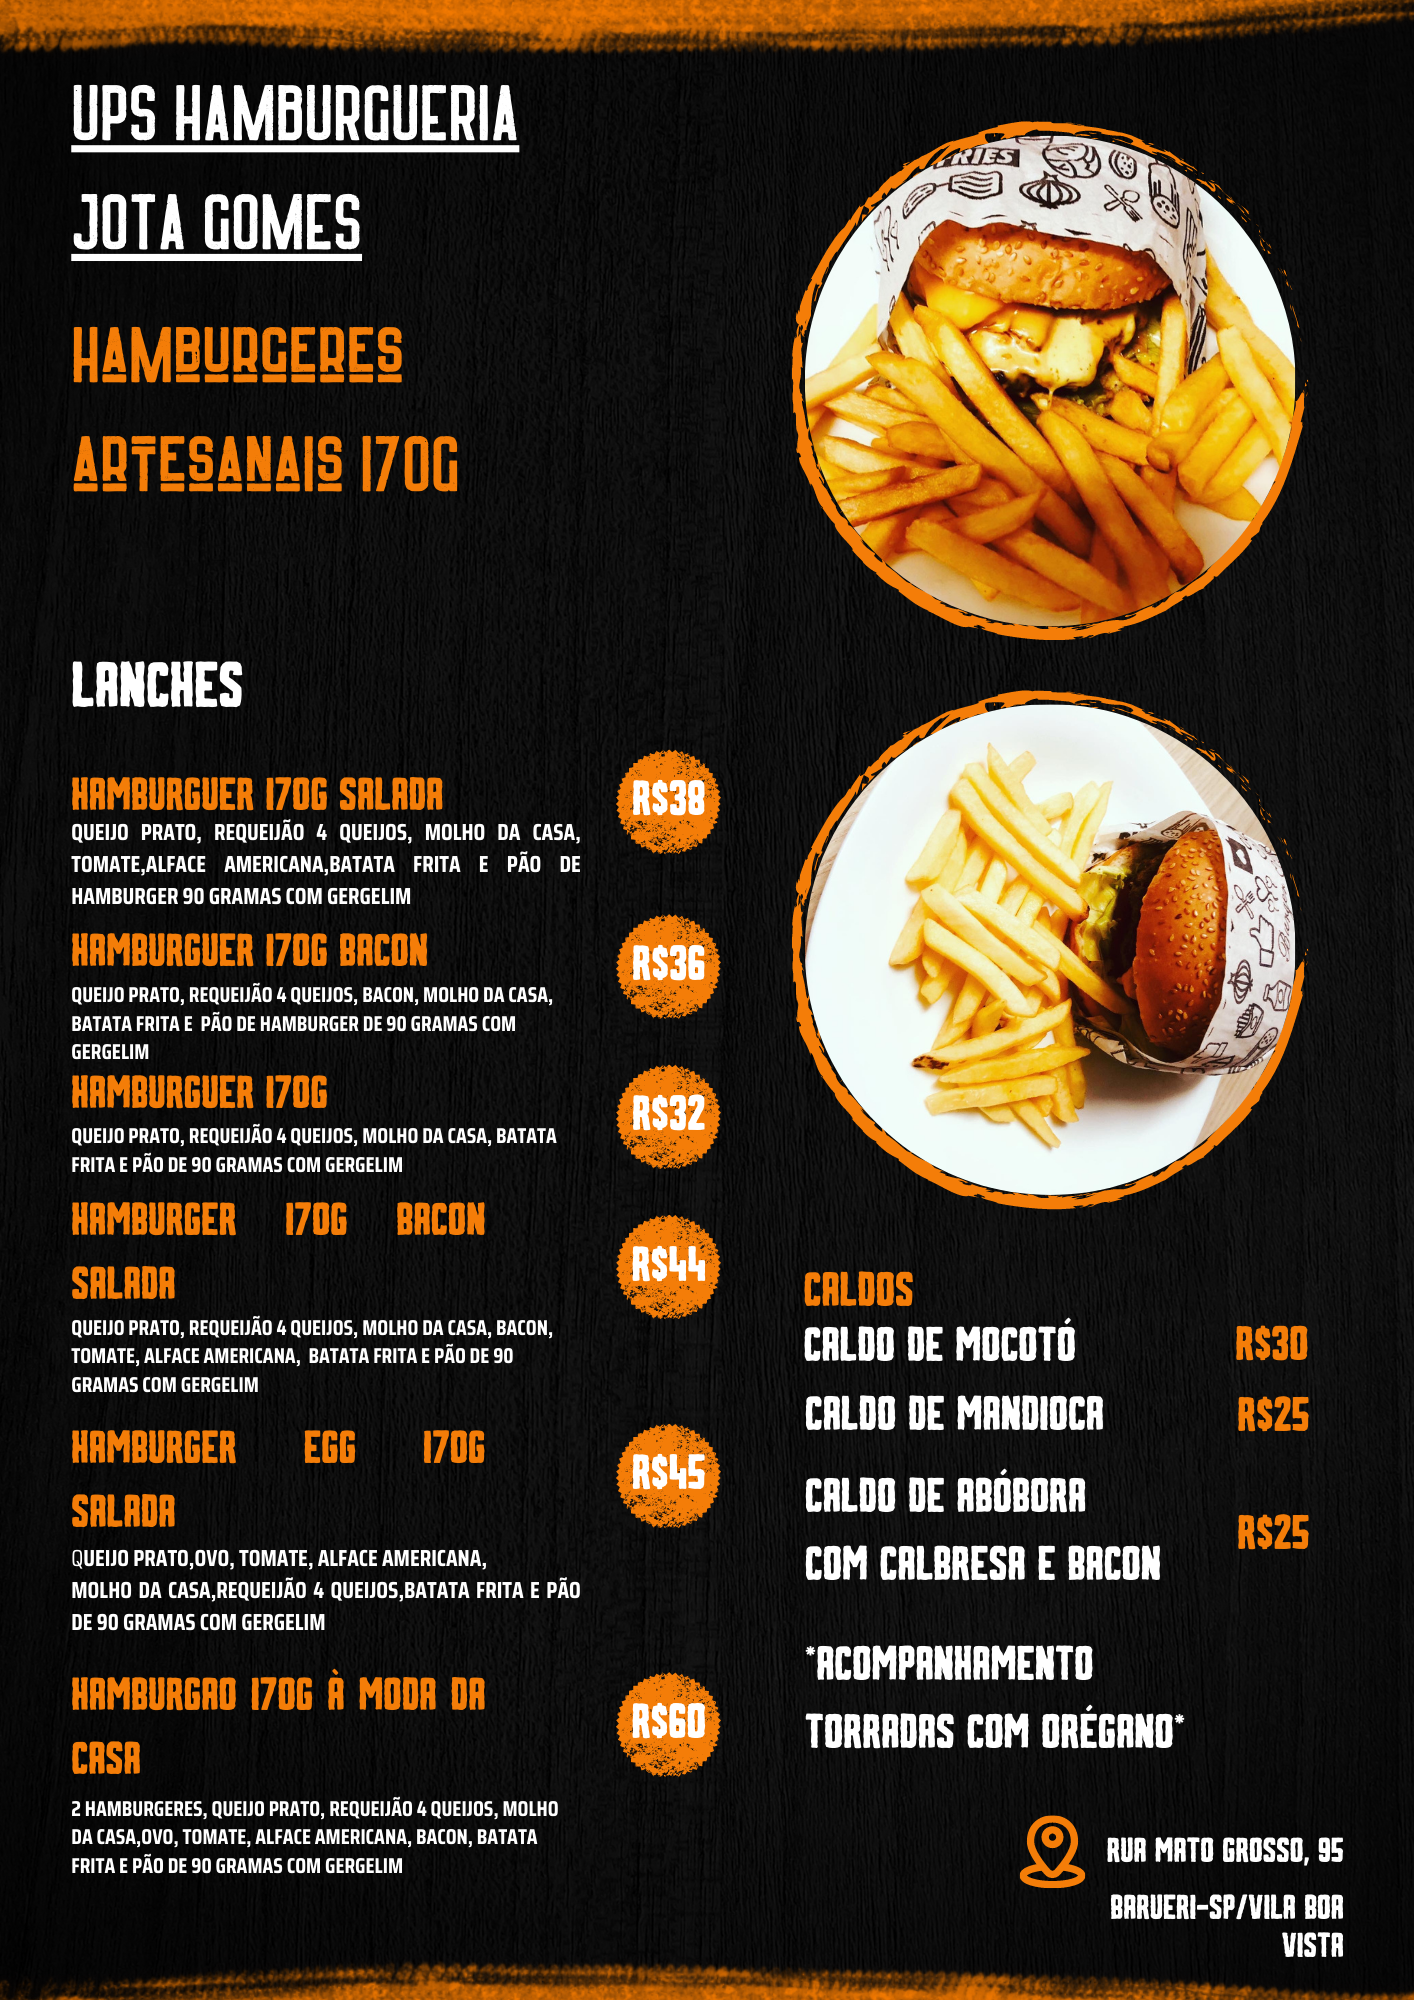 UPS HAMBURGUERIA
JOTA GOMES
HAMBURGERES
ARTESANAIS 170G
LANCHES
HAMBURGUER 170G SALADA
R$38
QUEIJO PRATO, REQUEIJÃO 4 QUEIJOS, MOLHO DA CASA,
TOMATE,ALFACE AMERICANA,BATATA FRITA E PÃO DE
HAMBURGER 90 GRAMAS COM GERGELIM
HAMBURGUER 170G BACON
R$36
QUEIJO PRATO, REQUEIJÃO 4 QUEIJOS, BACON, MOLHO DA CASA,
BATATA FRITA E PÃO DE HAMBURGER DE 90 GRAMAS COM
GERGELIM
HAMBURGUER 170G
R$32
QUEIJO PRATO, REQUEIJÃO 4 QUEIJOS, MOLHO DA CASA, BATATA
FRITA E PÃO DE 90 GRAMAS COM GERGELIM
HAMBURGER 170G BACON
SALADA
R$44
QUEIJO PRATO, REQUEIJÃO 4 QUEIJOS, MOLHO DA CASA, BACON,
TOMATE, ALFACE AMERICANA, BATATA FRITA E PÃO DE 90
GRAMAS COM GERGELIM
HAMBURGER EGG 170G
SALADA
R$45
QUEIJO PRATO,OVO, TOMATE, ALFACE AMERICANA,
MOLHO DA CASA,REQUEIJÃO 4 QUEIJOS,BATATA FRITA E PÃO
DE 90 GRAMAS COM GERGELIM
HAMBURGAO 170G À MODA DA
CASA
R$60
2 HAMBURGERES, QUEIJO PRATO, REQUEIJÃO 4 QUEIJOS, MOLHO
DA CASA,OVO, TOMATE, ALFACE AMERICANA, BACON, BATATA
FRITA E PÃO DE 90 GRAMAS COM GERGELIM
FRIES
Burger
CALDOS
CALDO DE MOCOTÓ R$30
CALDO DE MANDIOCA R$25
CALDO DE ABÓBORA
COM CALBRESA E BACON R$25
*ACOMPANHAMENTO
TORRADAS COM ORÉGANO*
RUA MATO GROSSO, 95
BARUERI-SP/VILA BOA
VISTA